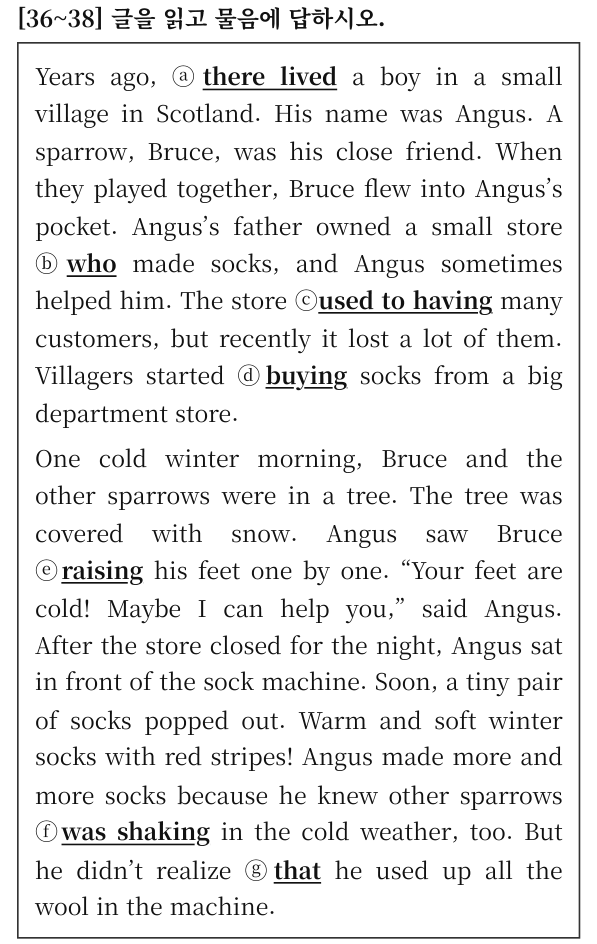 [36~38] 글을 읽고 물음에 답하시오.
Years ago, ⓐ there lived a boy in a small
village in Scotland. His name was Angus. A
sparrow, Bruce, was his close friend. When
they played together, Bruce flew into Angus’s
pocket. Angus’s father owned a small store
ⓑ who made socks, and Angus sometimes
helped him. The store ⓒused to having many
customers, but recently it lost a lot of them.
Villagers started ⓓ buying socks from a big
department store.
One cold winter morning, Bruce and the
other sparrows were in a tree. The tree was
covered with snow. Angus saw Bruce
ⓔraising his feet one by one. “Your feet are
cold! Maybe I can help you,” said Angus.
After the store closed for the night, Angus sat
in front of the sock machine. Soon, a tiny pair
of socks popped out. Warm and soft winter
socks with red stripes! Angus made more and
more socks because he knew other sparrows
ⓕwas shaking in the cold weather, too. But
he didn’t realize ⓖ that he used up all the
wool in the machine.